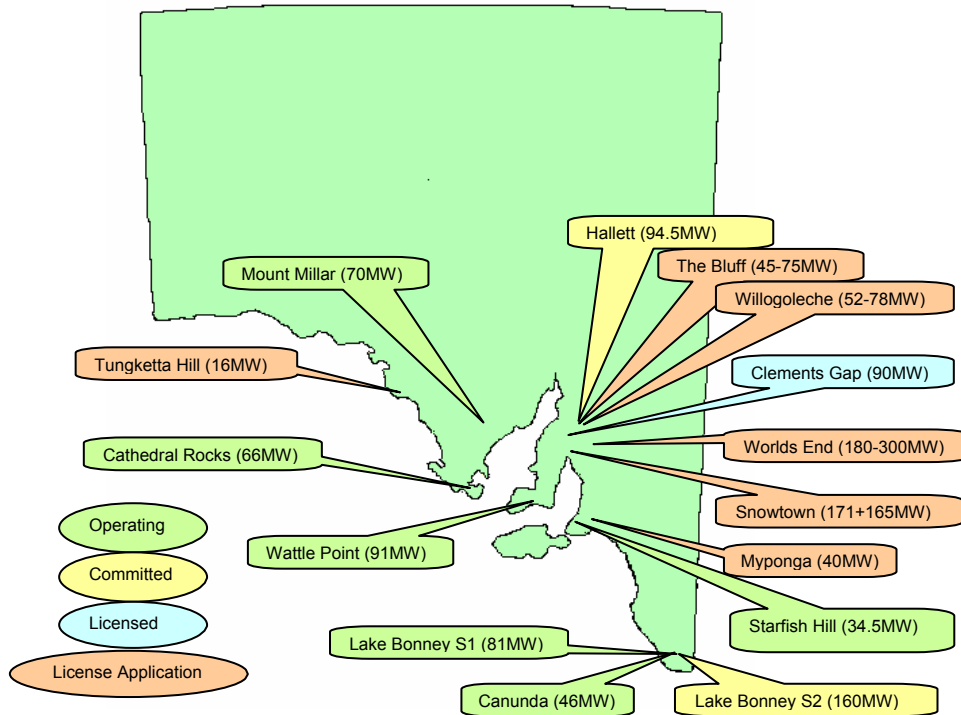 Hallett (94.5MW)
The Bluff (45-75MW)
Mount Millar (70MW)
Willogoleche (52-78MW)
Tungketta Hill (16MW)
Clements Gap (90MW)
Worlds End (180-300MW)
Cathedral Rocks (66MW)
Snowtown (171+165MW)
Operating
Wattle Point (91MW)
Myponga (40MW)
Committed
Licensed
Starfish Hill (34.5MW)
Lake Bonney S1 (81MW)
License Application
Canunda (46MW)
Lake Bonney S2 (160MW)